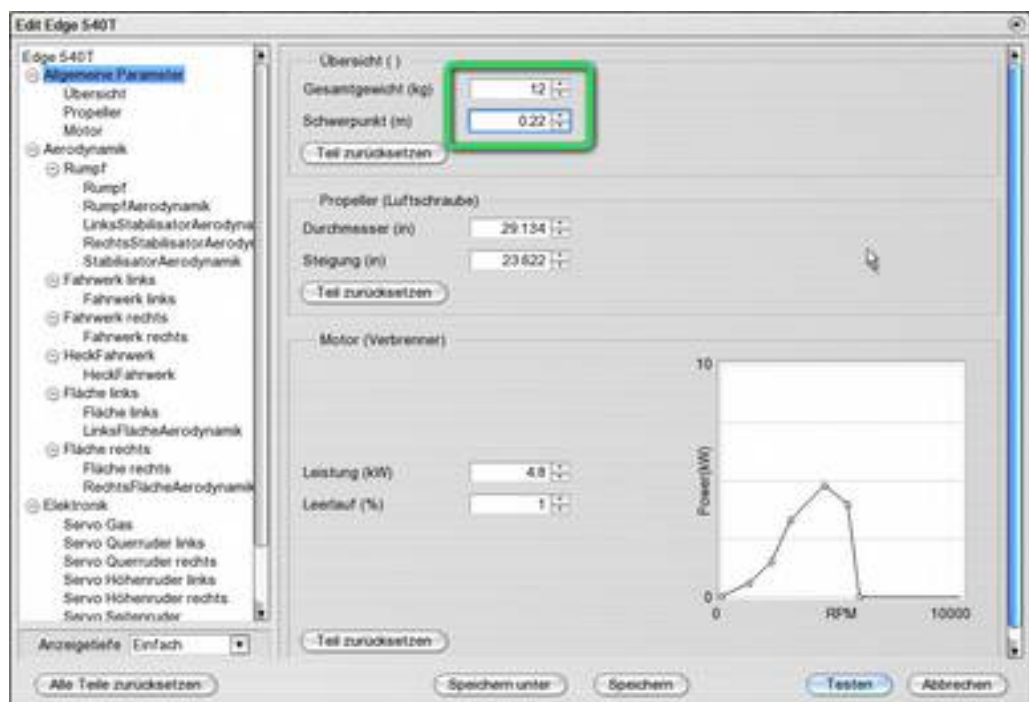 Edit Edge 540T
Edge 540T
Allgemeine Parameter
Übersicht
Propeller
Motor
Aerodynamik
Rumpf
Rumpf
RumpfAerodynamik
LinksStabilisatorAerodyna
RechtsStabilisatorAerodyn
StabilisatorAerodynamik
Fahrwerk links
Fahrwerk links
Fahrwerk rechts
Fahrwerk rechts
HeckFahrwerk
HeckFahrwerk
Fläche links
Fläche links
LinksFlächeAerodynamik
Fläche rechts
Fläche rechts
RechtsFlächeAerodynamik
Elektronik
Servo Gas
Servo Querruder links
Servo Querruder rechts
Servo Höhenruder links
Servo Höhenruder rechts
Servo Seitenruder
Anzeigetiefe Einfach
Übersicht ( )
Gesamtgewicht (kg) 12
Schwerpunkt (m) 0.22
Teil zurücksetzen
Propeller (Luftschraube)
Durchmesser (in) 29.134
Steigung (in) 23.622
Teil zurücksetzen
Motor (Verbrenner)
Leistung (kW) 4.8
Leerlauf (%) 1
10
Power(kW)
0
0 RPM 10000
Teil zurücksetzen
Alle Teile zurücksetzen Speichern unter Speichern Testen Abbrechen